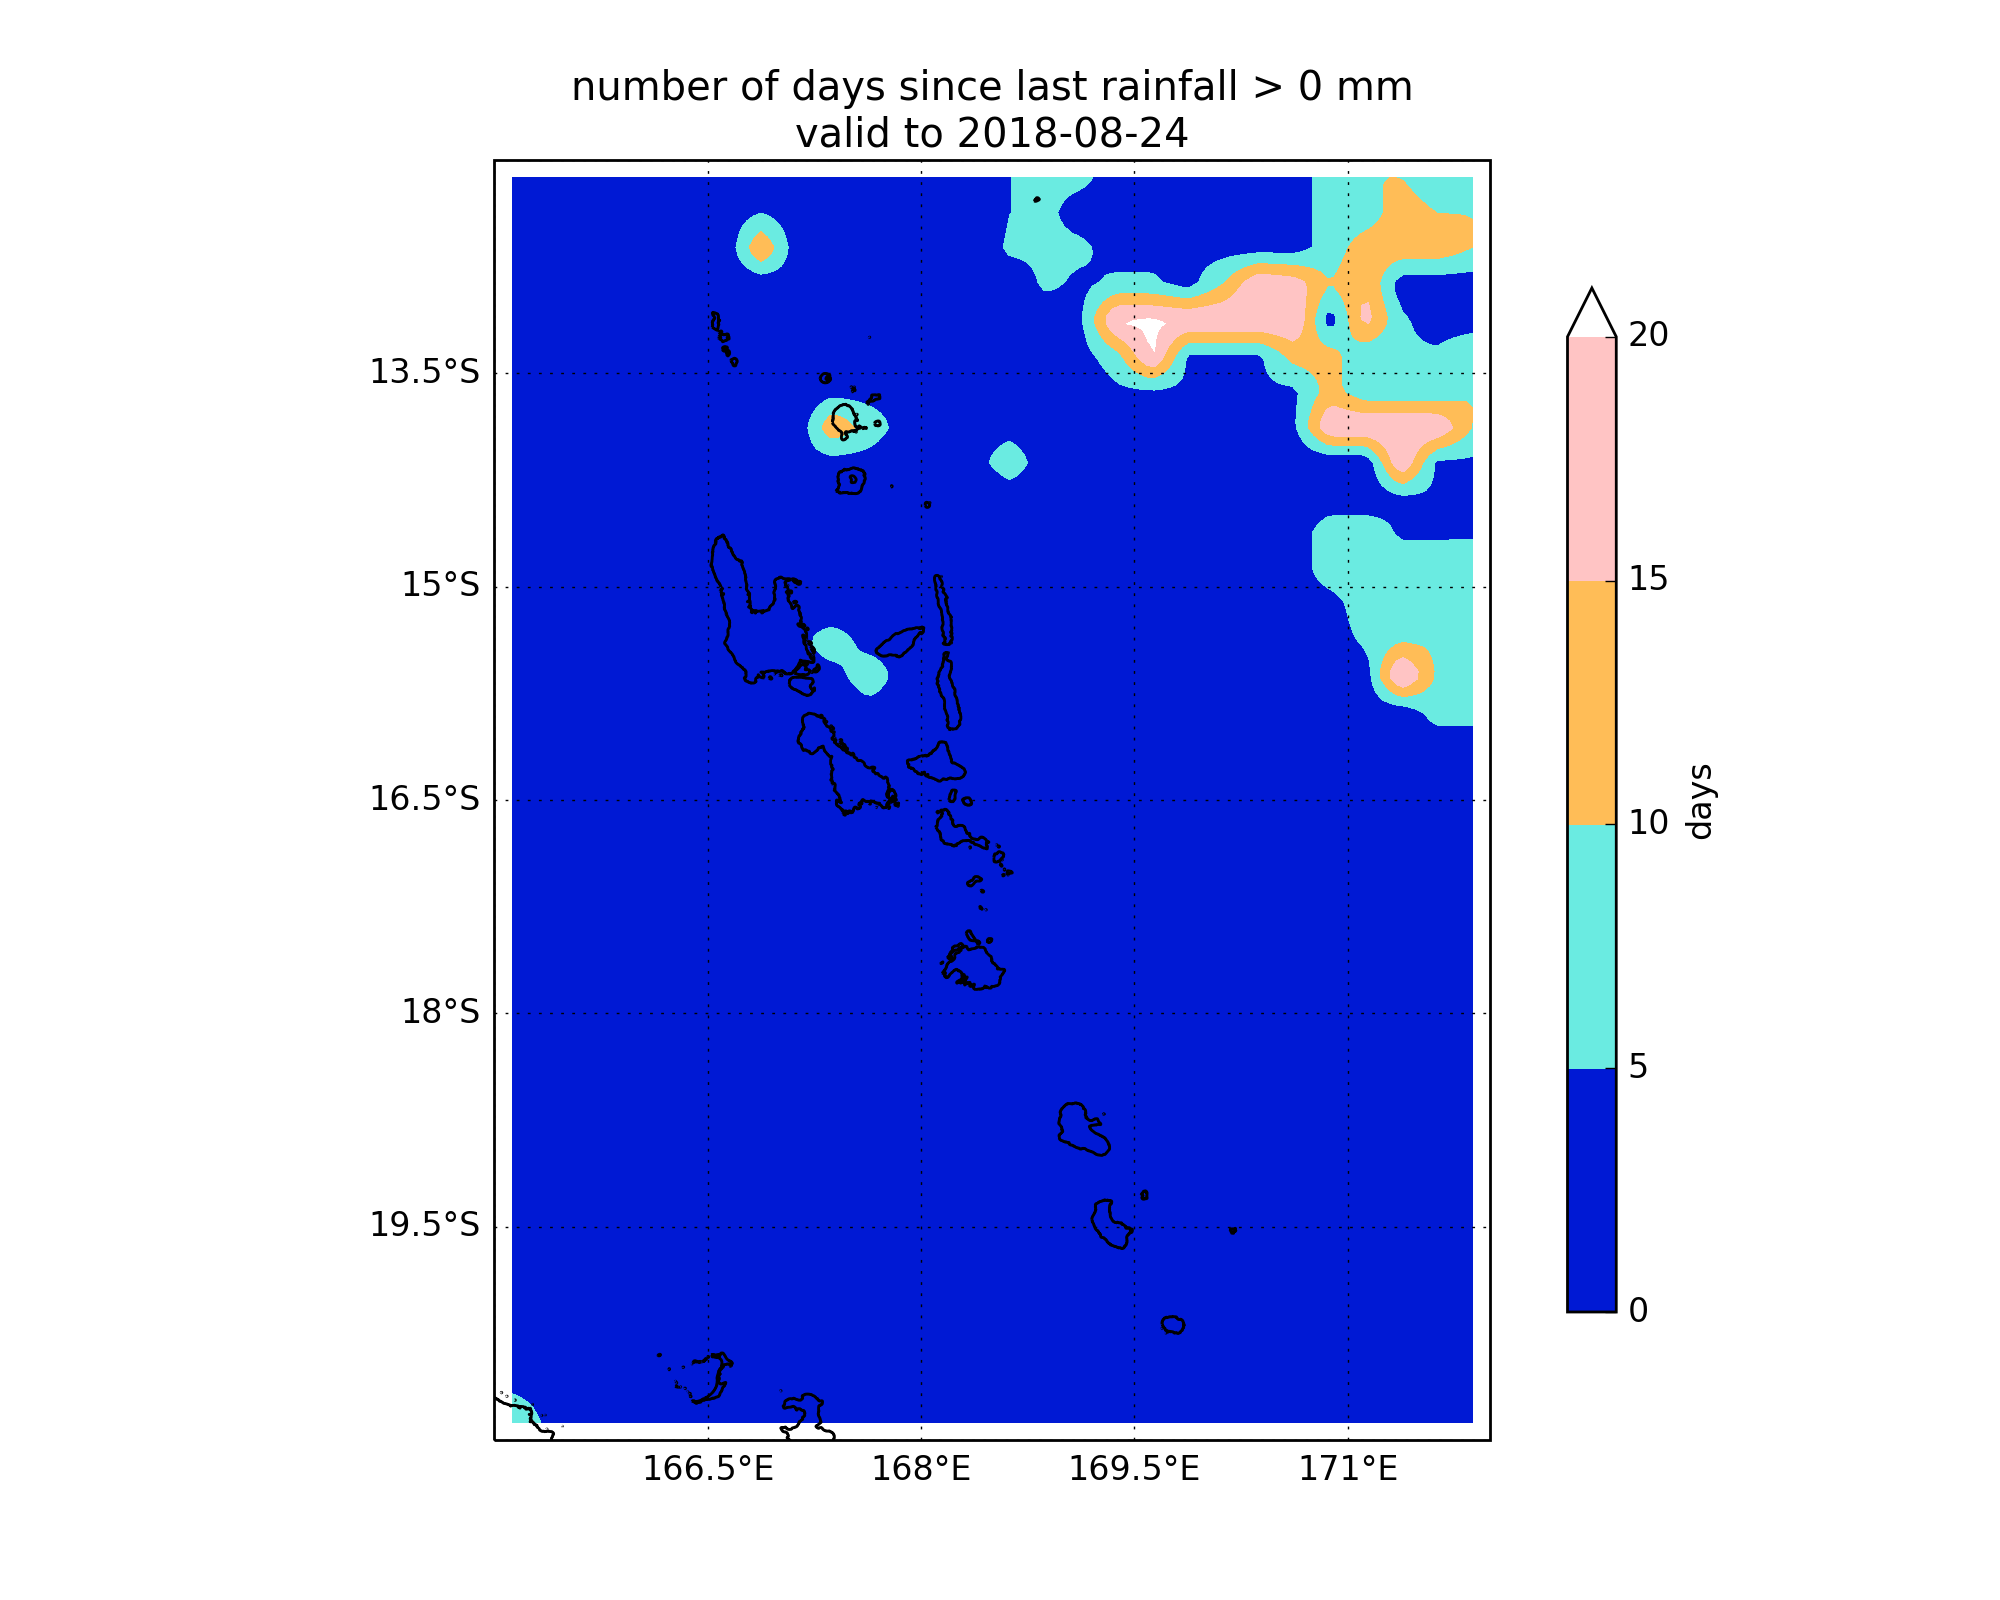 number of days since last rainfall > 0 mm
valid to 2018-08-24
20
13.5°S
15°S
15
16.5°S
10
days
18°S
5
19.5°S
0
166.5°E 168°E 169.5°E 171°E